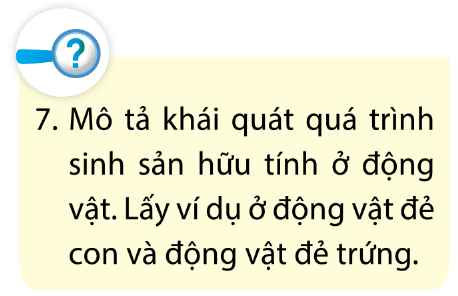 ?
7. Mô tả khái quát quá trình
sinh sản hữu tính ở động
vật. Lấy ví dụ ở động vật đẻ
con và động vật đẻ trứng.